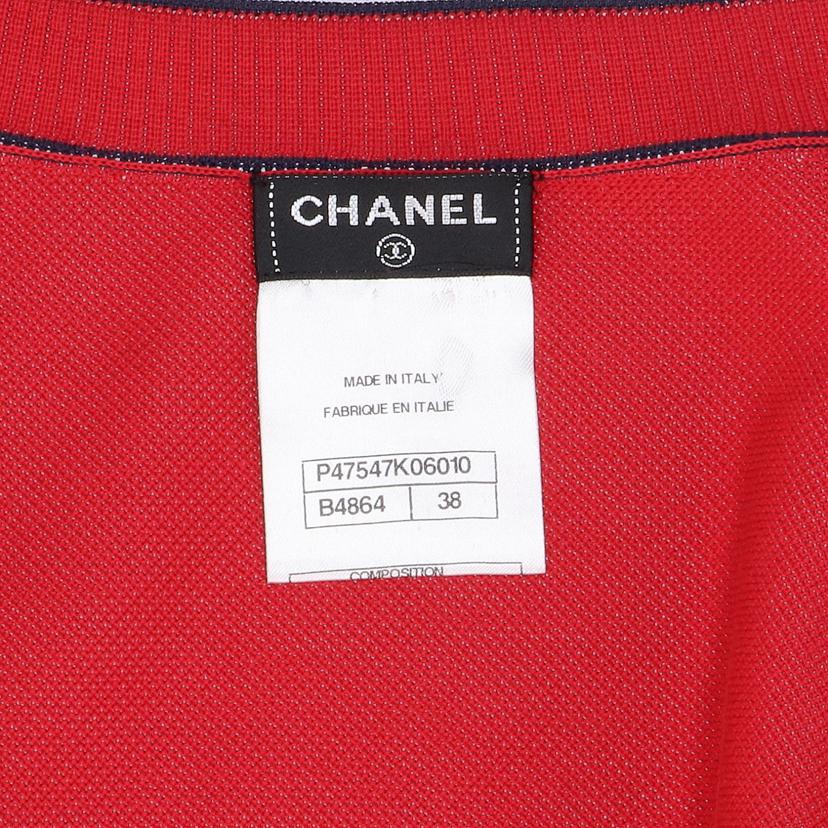 CHANEL
MADE IN ITALY
FABRIQUE EN ITALIE
P47547K06010
B4864 38
COMPOSITION